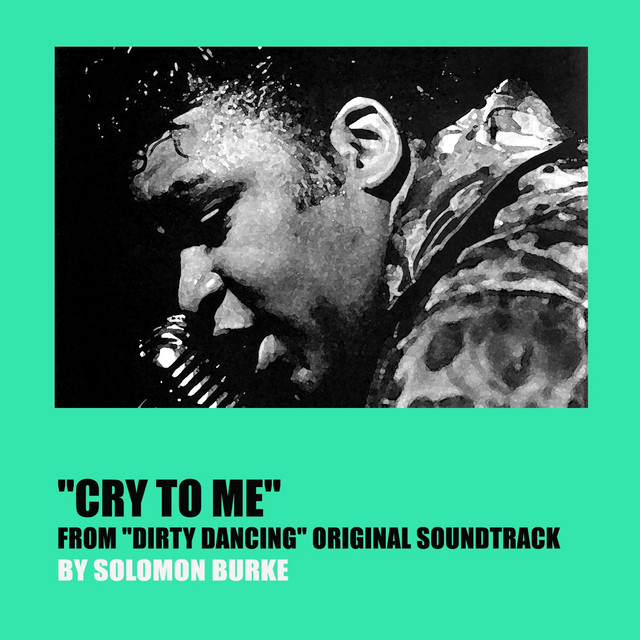 "CRY TO ME"
FROM "DIRTY DANCING" ORIGINAL SOUNDTRACK
BY SOLOMON BURKE